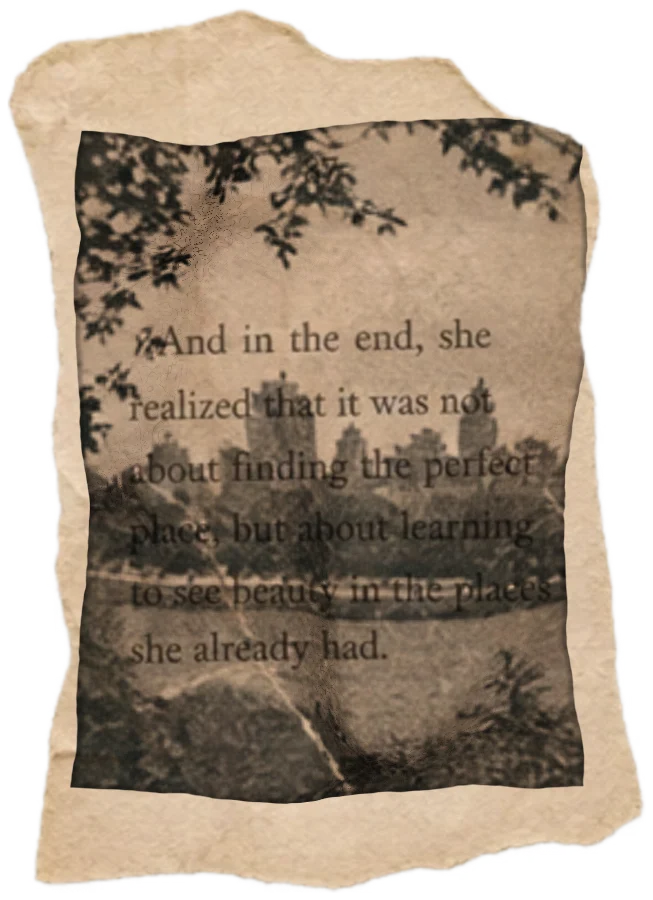 And in the end, she
realized that it was not
about finding the perfect
place, but about learning
to see beauty in the places
she already had.